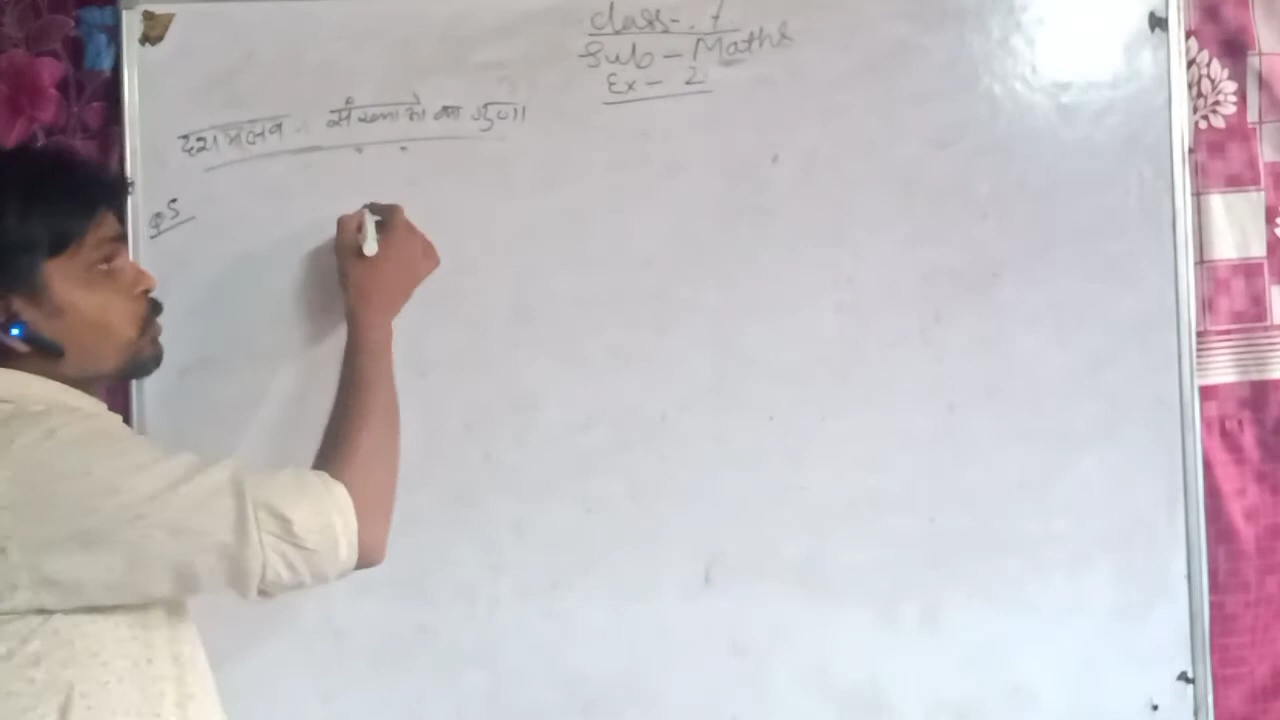 Class-7
Sub - Maths
Ex - 2
दशमलव संख्याओ का गुणा
Q5